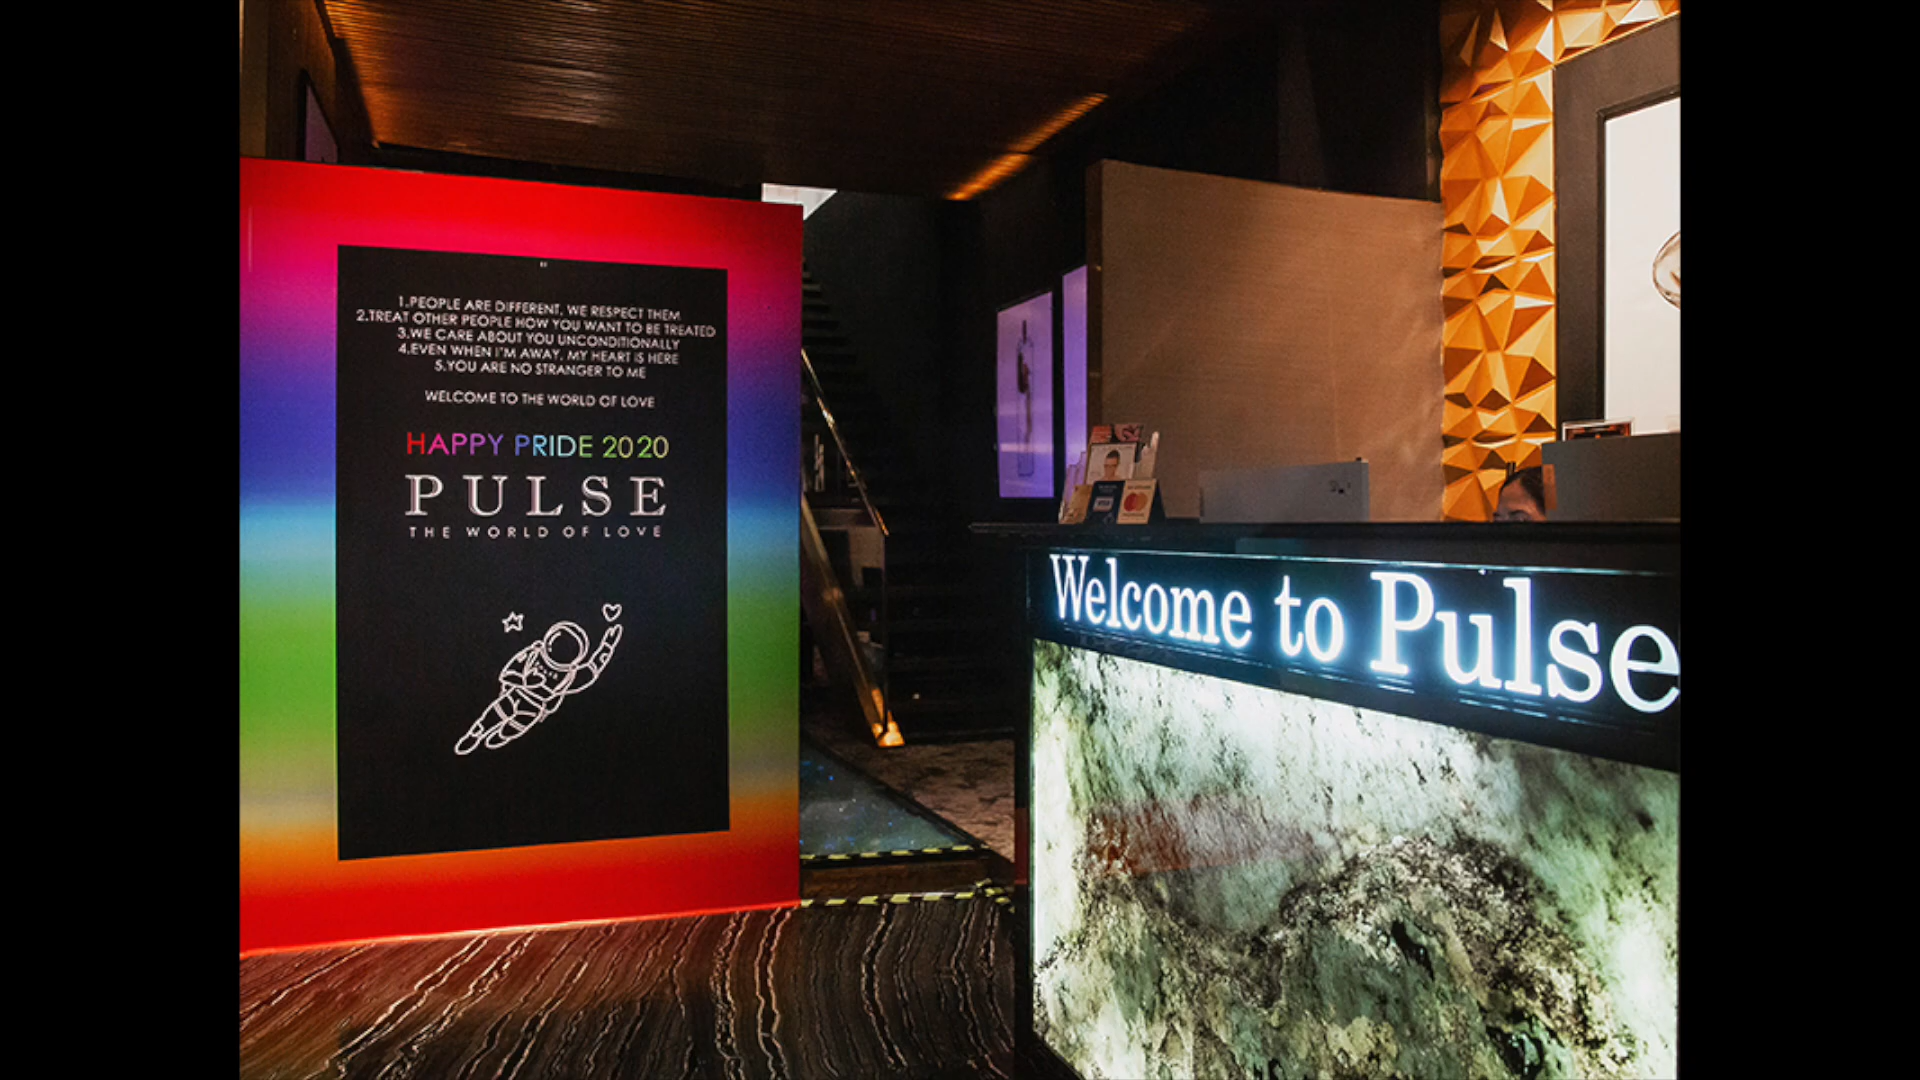 1.PEOPLE ARE DIFFERENT, WE RESPECT THEM
2.TREAT OTHER PEOPLE HOW YOU WANT TO BE TREATED
3.WE CARE ABOUT YOU UNCONDITIONALLY
4.EVEN WHEN I'M AWAY, MY HEART IS HERE
5.YOU ARE NO STRANGER TO ME
WELCOME TO THE WORLD OF LOVE
HAPPY PRIDE 2020
PULSE
THE WORLD OF LOVE
VISA
Welcome to Pulse